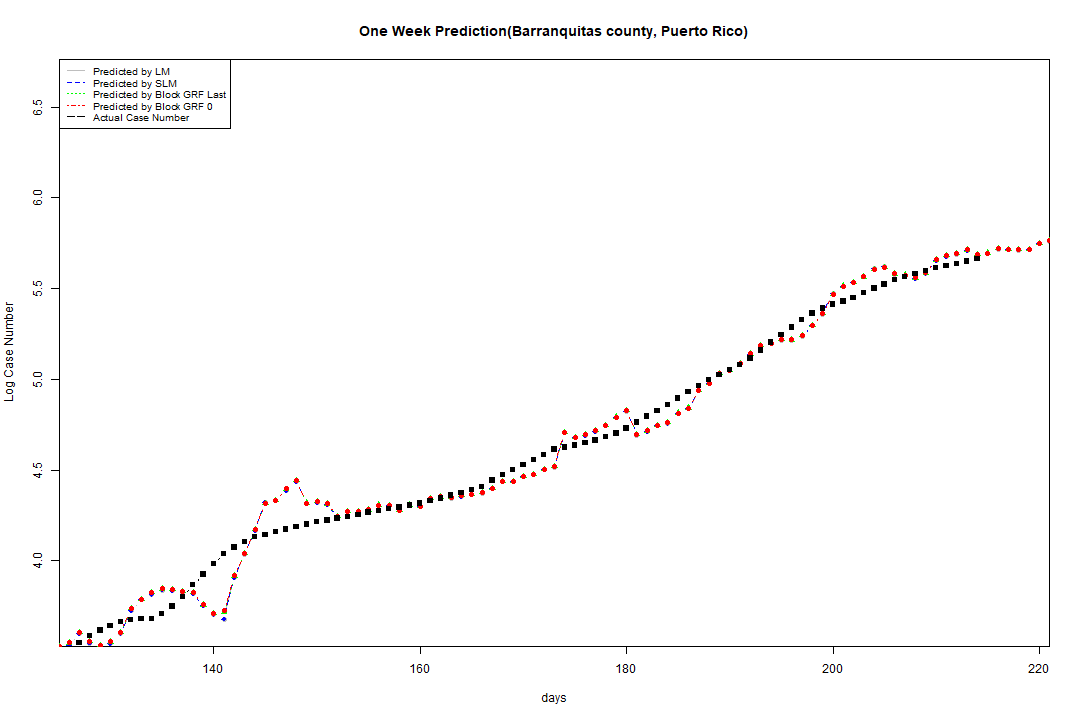 One Week Prediction(Barranquitas county, Puerto Rico)
Predicted by LM
Predicted by SLM
Predicted by Block GRF Last
Predicted by Block GRF 0
Actual Case Number
6.5
6.0
5.5
5.0
4.5
4.0
Log Case Number
140 160 180 200 220
days